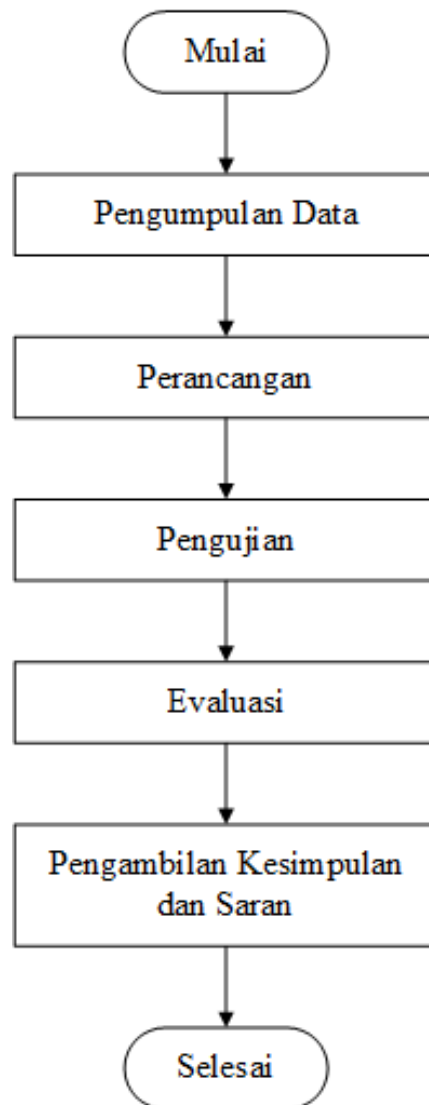 Mulai
Pengumpulan Data
Perancangan
Pengujian
Evaluasi
Pengambilan Kesimpulan
dan Saran
Selesai